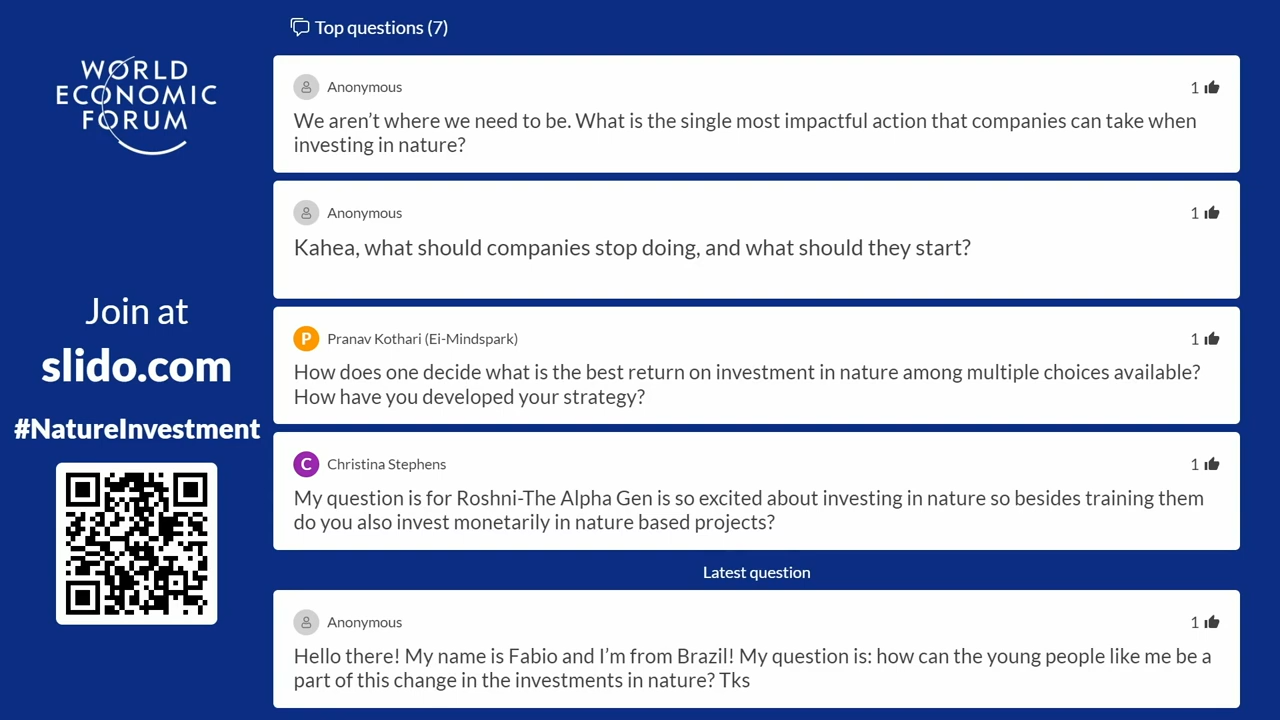 WORLD
ECONOMIC
FORUM
Join at
slido.com
#NatureInvestment
Top questions (7)
Anonymous
1
We aren’t where we need to be. What is the single most impactful action that companies can take when
investing in nature?
Anonymous
1
Kahea, what should companies stop doing, and what should they start?
P
Pranav Kothari (Ei-Mindspark)
1
How does one decide what is the best return on investment in nature among multiple choices available?
How have you developed your strategy?
C
Christina Stephens
1
My question is for Roshni-The Alpha Gen is so excited about investing in nature so besides training them
do you also invest monetarily in nature based projects?
Latest question
Anonymous
1
Hello there! My name is Fabio and I’m from Brazil! My question is: how can the young people like me be a
part of this change in the investments in nature? Tks